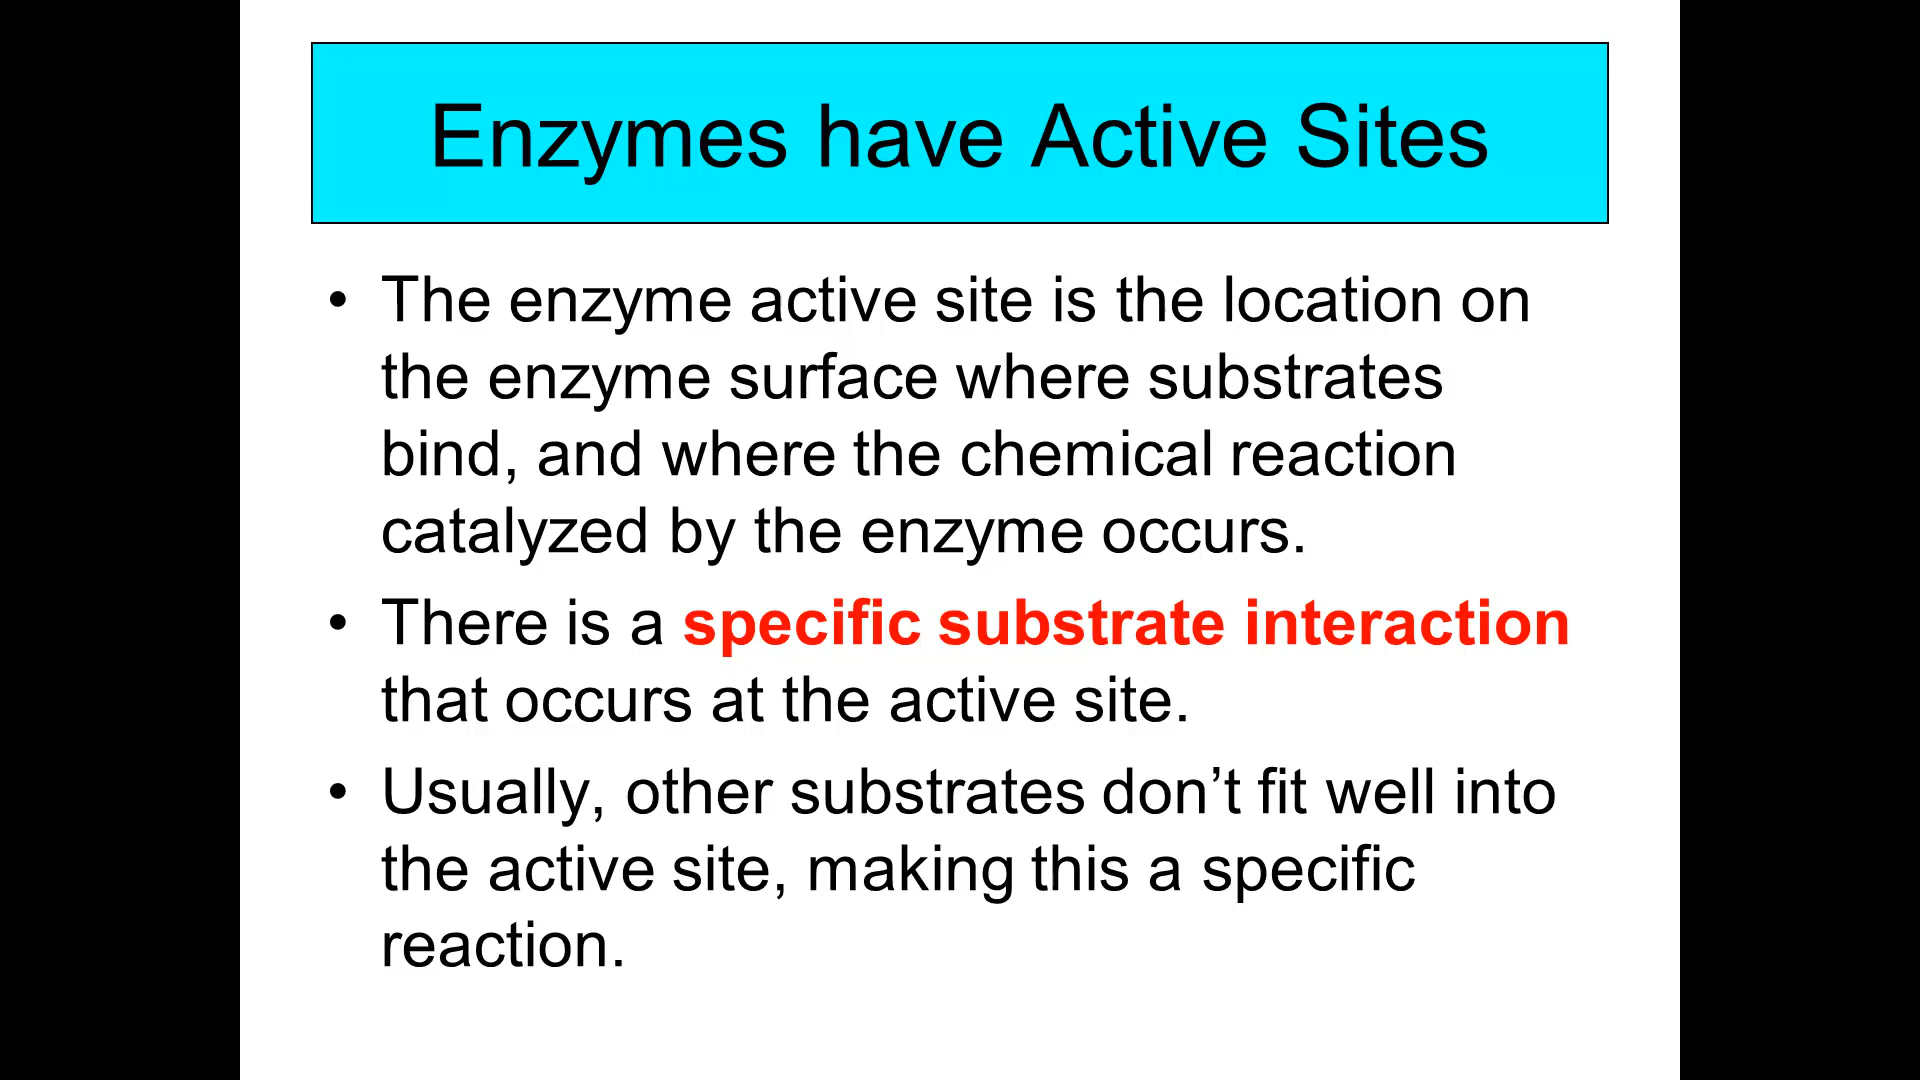 Enzymes have Active Sites
• The enzyme active site is the location on
the enzyme surface where substrates
bind, and where the chemical reaction
catalyzed by the enzyme occurs.
• There is a specific substrate interaction
that occurs at the active site.
• Usually, other substrates don’t fit well into
the active site, making this a specific
reaction.